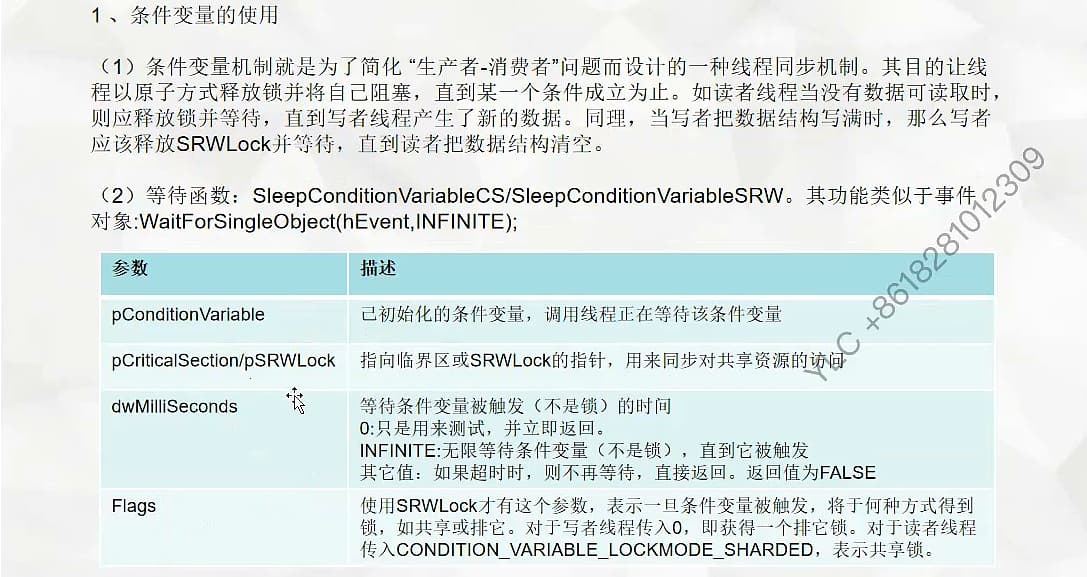 1 、条件变量的使用
（1）条件变量机制就是为了简化 “生产者-消费者”问题而设计的一种线程同步机制。其目的让线
程以原子方式释放锁并将自己阻塞，直到某一个条件成立为止。如读者线程当没有数据可读取时，
则应释放锁并等待，直到写者线程产生了新的数据。同理，当写者把数据结构写满时，那么写者
应该释放SRWLock并等待，直到读者把数据结构清空。
（2）等待函数：SleepConditionVariableCS/SleepConditionVariableSRW。其功能类似于事件
对象:WaitForSingleObject(hEvent,INFINITE);
参数 描述
pConditionVariable 己初始化的条件变量，调用线程正在等待该条件变量
pCriticalSection/pSRWLock 指向临界区或SRWLock的指针，用来同步对共享资源的访问
dwMilliSeconds 等待条件变量被触发（不是锁）的时间
0:只是用来测试，并立即返回。
INFINITE:无限等待条件变量（不是锁）, 直到它被触发
其它值：如果超时时，则不再等待，直接返回。返回值为FALSE
Flags 使用SRWLock才有这个参数，表示一旦条件变量被触发，将于何种方式得到
锁，如共享或排它。对于写者线程传入0，即获得一个排它锁。对于读者线程
传入CONDITION_VARIABLE_LOCKMODE_SHARDED，表示共享锁。
YLC +8618281012309